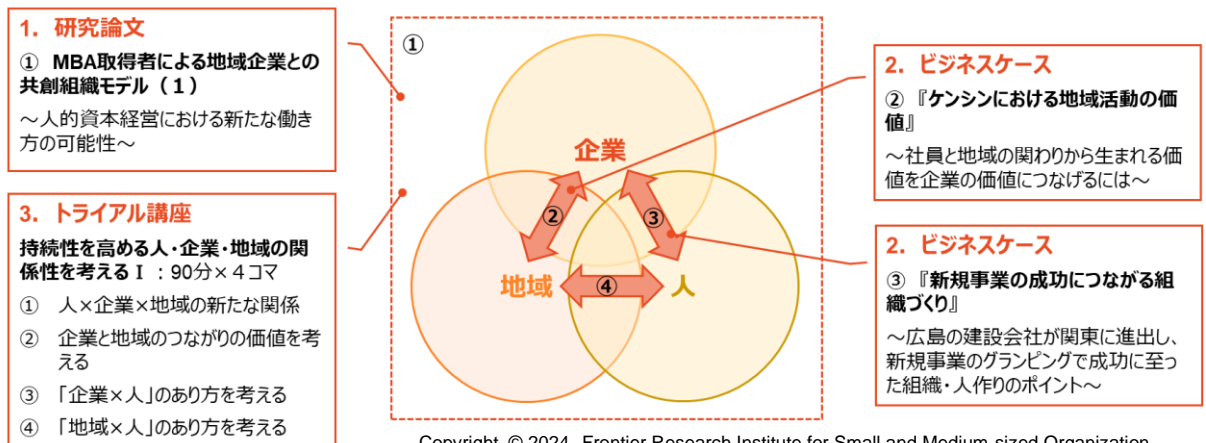 1．研究論文
① MBA取得者による地域企業との
共創組織モデル（１）
～人的資本経営における新たな働き
方の可能性～
3．トライアル講座
持続性を高める人・企業・地域の関
係性を考えるⅠ：90分×４コマ
① 人×企業×地域の新たな関係
② 企業と地域のつながりの価値を考
える
③ 「企業×人」のあり方を考える
④ 「地域×人」のあり方を考える
①
企業
②
③
地域
④
人
2．ビジネスケース
② 『ケンシンにおける地域活動の価
値』
～社員と地域の関わりから生まれる価
値を企業の価値につなげるには～
2．ビジネスケース
③ 『新規事業の成功につながる組
織づくり』
～広島の建設会社が関東に進出し、
新規事業のグランピングで成功に至っ
た組織・人作りのポイント～
Copyright © 2024 Frontier Research Institute for Small and Medium-sized Organization